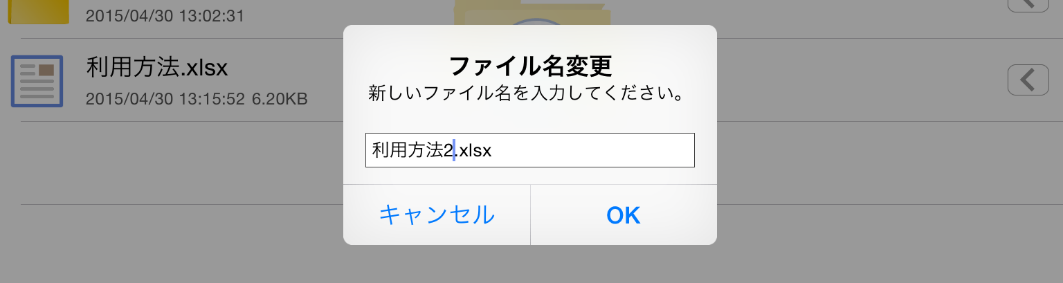 2015/04/30 13:02:31
利用方法.xlsx
2015/04/30 13:15:52 6.20KB
ファイル名変更
新しいファイル名を入力してください。
利用方法2.xlsx
キャンセル
OK